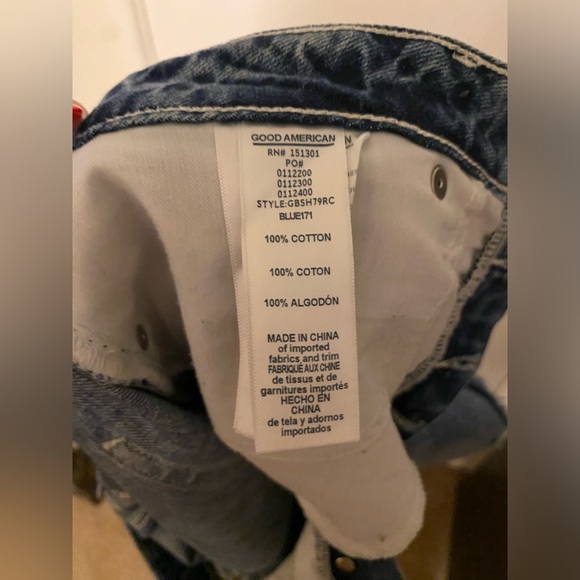 GOOD AMERICAN
RN# 151301
PO#
0112200
0112300
0112400
STYLE:GBSH79RC
BLUE171
100% COTTON
100% COTON
100% ALGODÓN
MADE IN CHINA
of imported
fabrics and trim
FABRIQUÉ AUX CHINE
de tissus et de
garnitures importés
HECHO EN
CHINA
de tela y adornos
importados